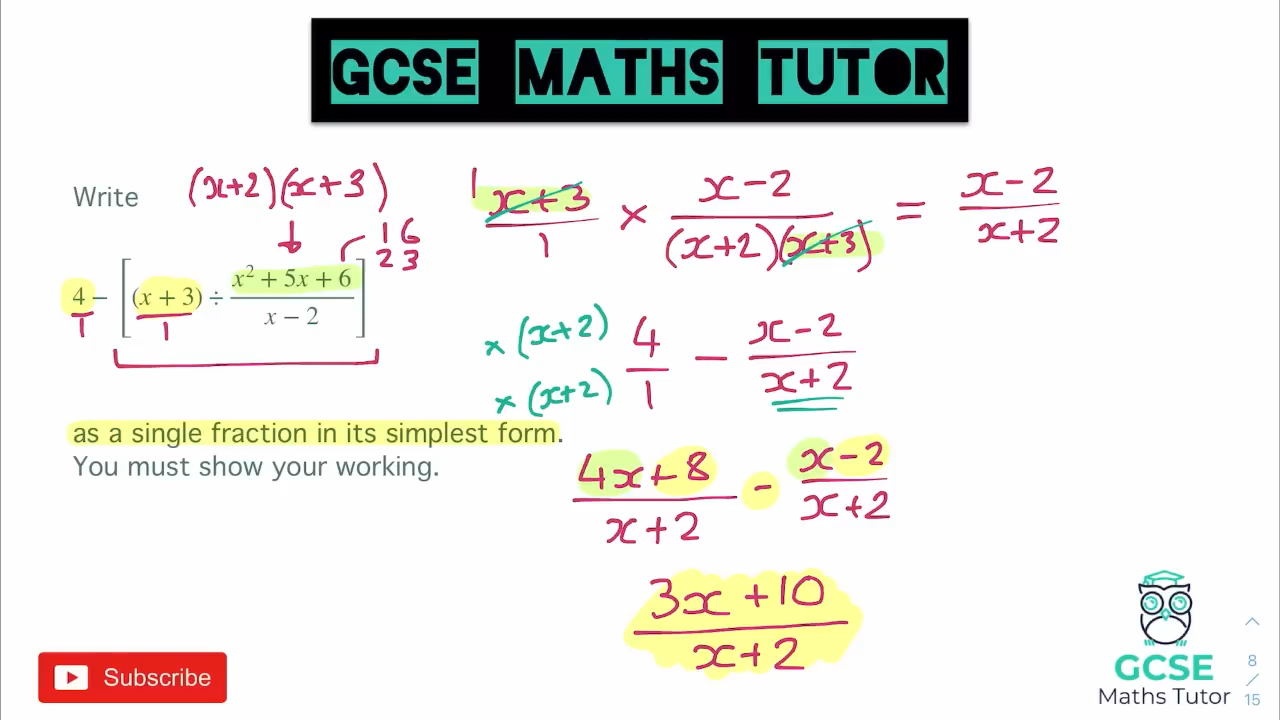 GCSE MATHS TUTOR
Write
(x+2)(x+3)
1 6
2 3
4 − [(x + 3) ÷ (x² + 5x + 6)/(x − 2)]
1
1
as a single fraction in its simplest form.
You must show your working.
1 (x+3)/1 × (x−2)/((x+2)(x+3)) = (x−2)/(x+2)
×(x+2) 4/1 − (x−2)/(x+2)
×(x+2)
(4x+8)/(x+2) − (x−2)/(x+2)
(3x+10)/(x+2)
Subscribe
GCSE
Maths Tutor
8
/
15